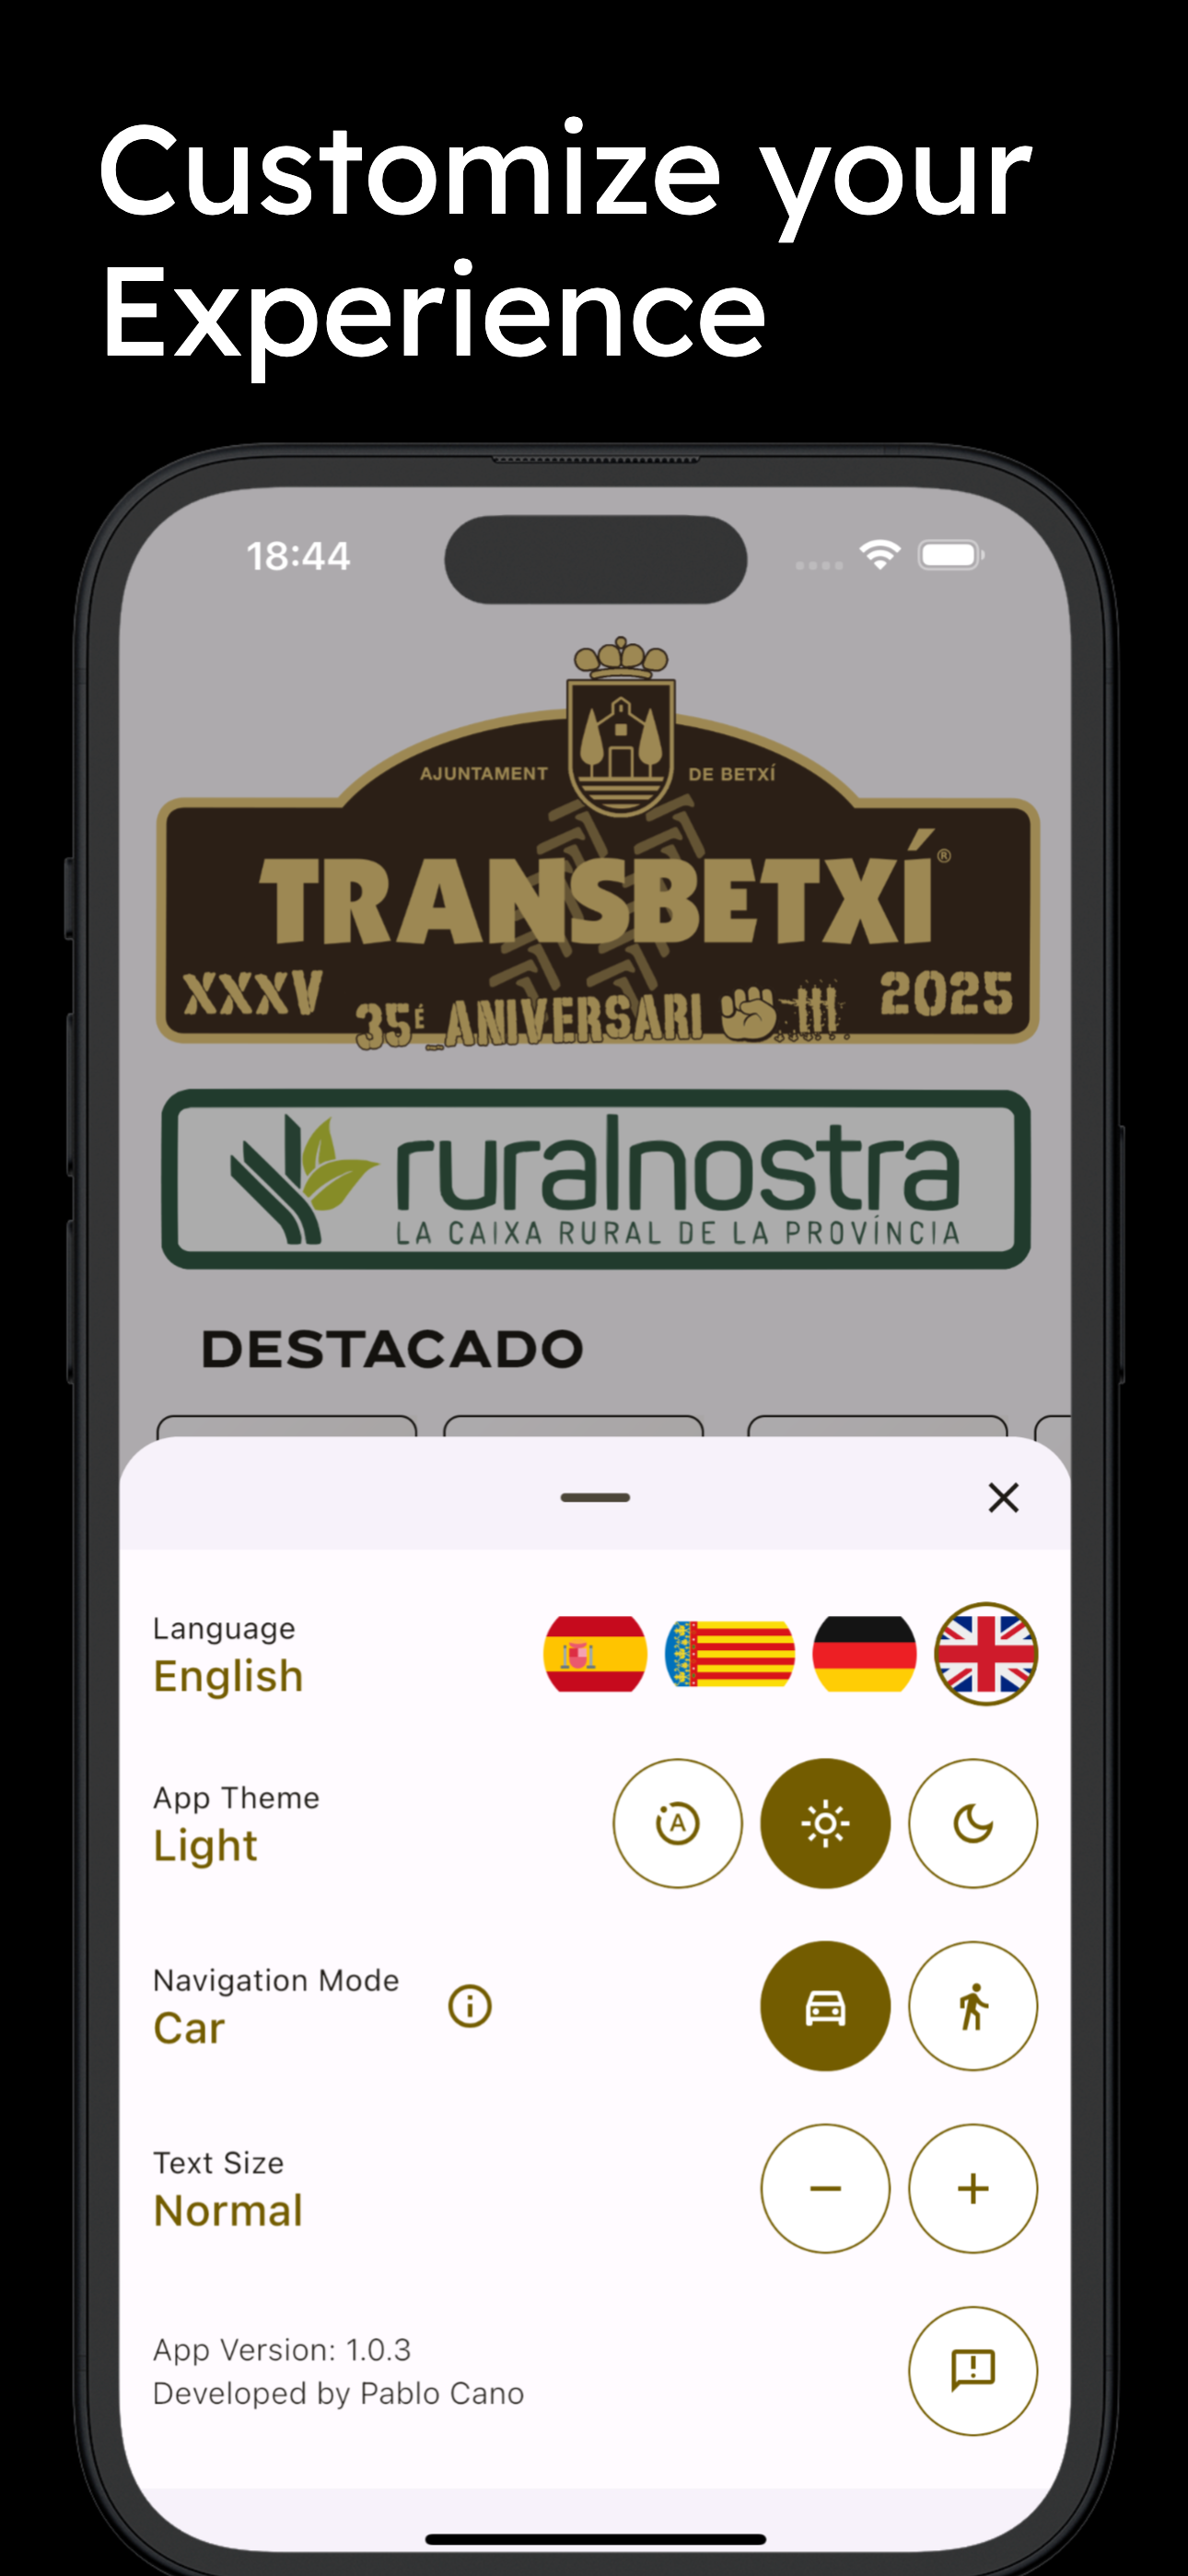 Customize your
Experience
18:44
AJUNTAMENT DE BETXÍ
TRANSBETXÍ®
XXXV 35É ANIVERSARI 2025
ruralnostra
LA CAIXA RURAL DE LA PROVÍNCIA
DESTACADO
Language
English
App Theme
Light
A
Navigation Mode
Car
Text Size
Normal
App Version: 1.0.3
Developed by Pablo Cano